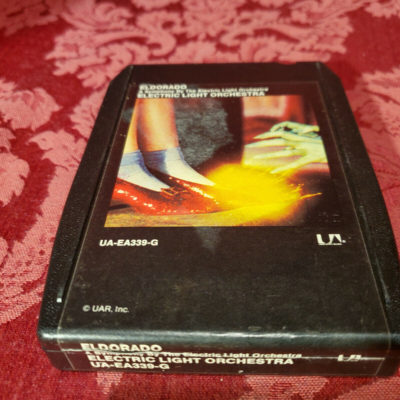 ELDORADO
A Symphony By The Electric Light Orchestra
ELECTRIC LIGHT ORCHESTRA
UA-EA339-G
UA
© UAR, Inc.
ELDORADO
A Symphony By The Electric Light Orchestra
ELECTRIC LIGHT ORCHESTRA
UA-EA339-G
UA